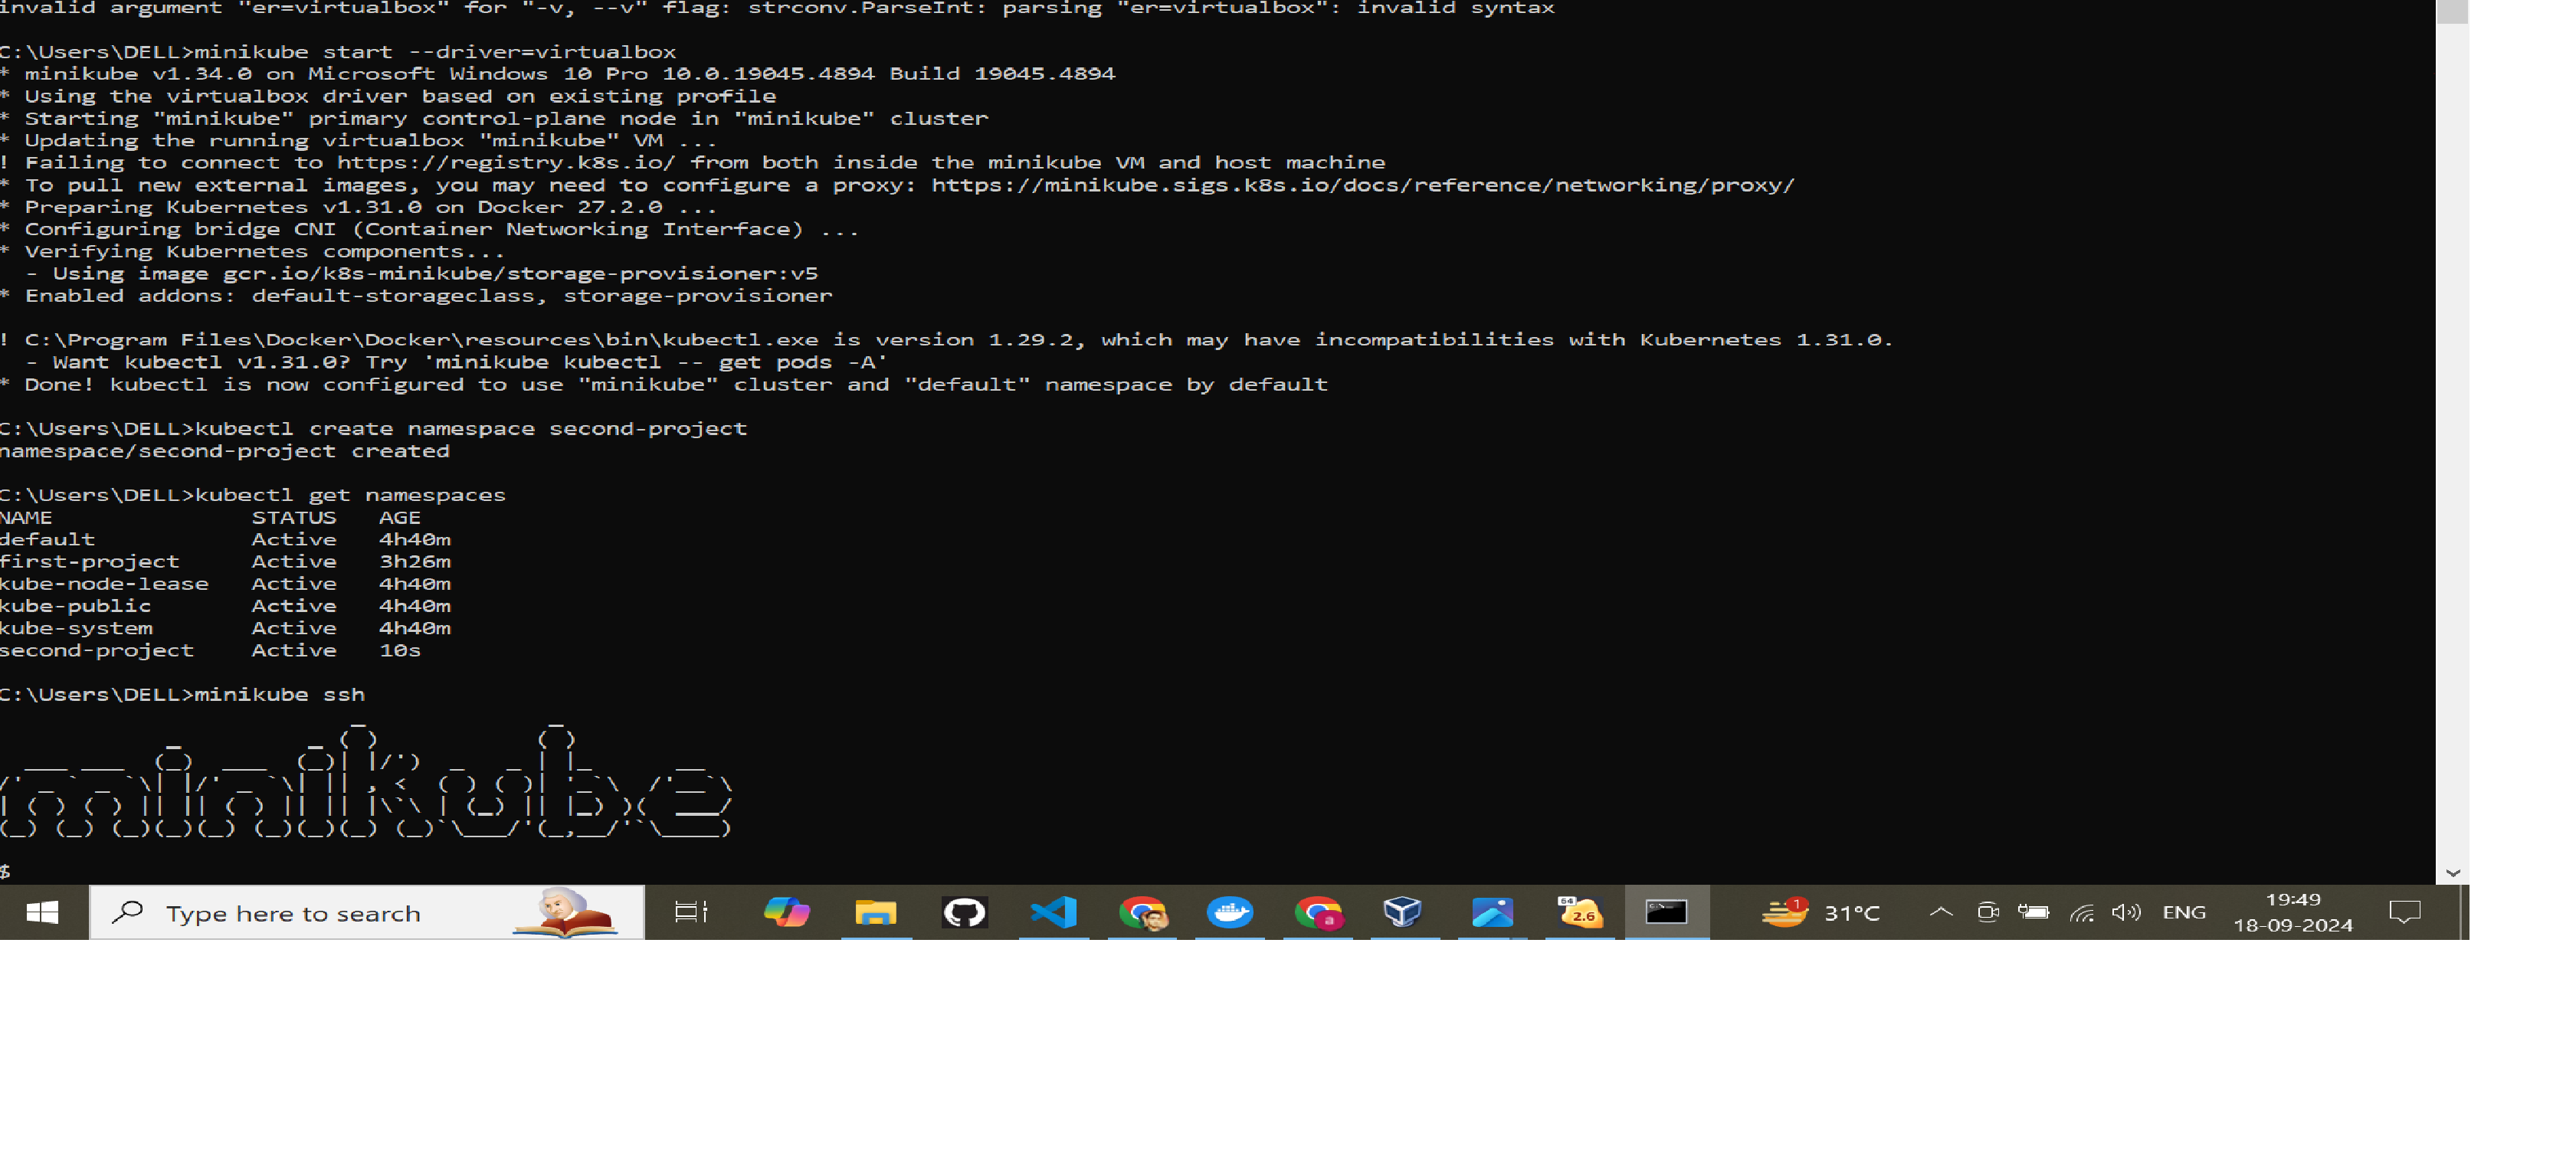 invalid argument "er=virtualbox" for "-v, --v" flag: strconv.ParseInt: parsing "er=virtualbox": invalid syntax
C:\Users\DELL>minikube start --driver=virtualbox
* minikube v1.34.0 on Microsoft Windows 10 Pro 10.0.19045.4894 Build 19045.4894
* Using the virtualbox driver based on existing profile
* Starting "minikube" primary control-plane node in "minikube" cluster
* Updating the running virtualbox "minikube" VM ...
! Failing to connect to https://registry.k8s.io/ from both inside the minikube VM and host machine
* To pull new external images, you may need to configure a proxy: https://minikube.sigs.k8s.io/docs/reference/networking/proxy/
* Preparing Kubernetes v1.31.0 on Docker 27.2.0 ...
* Configuring bridge CNI (Container Networking Interface) ...
* Verifying Kubernetes components...
- Using image gcr.io/k8s-minikube/storage-provisioner:v5
* Enabled addons: default-storageclass, storage-provisioner
! C:\Program Files\Docker\Docker\resources\bin\kubectl.exe is version 1.29.2, which may have incompatibilities with Kubernetes 1.31.0.
- Want kubectl v1.31.0? Try 'minikube kubectl -- get pods -A'
* Done! kubectl is now configured to use "minikube" cluster and "default" namespace by default
C:\Users\DELL>kubectl create namespace second-project
namespace/second-project created
C:\Users\DELL>kubectl get namespaces
NAME STATUS AGE
default Active 4h40m
first-project Active 3h26m
kube-node-lease Active 4h40m
kube-public Active 4h40m
kube-system Active 4h40m
second-project Active 10s
C:\Users\DELL>minikube ssh
minikube
$
Type here to search
a
64
2.6
1
31°C
ENG
19:49
18-09-2024